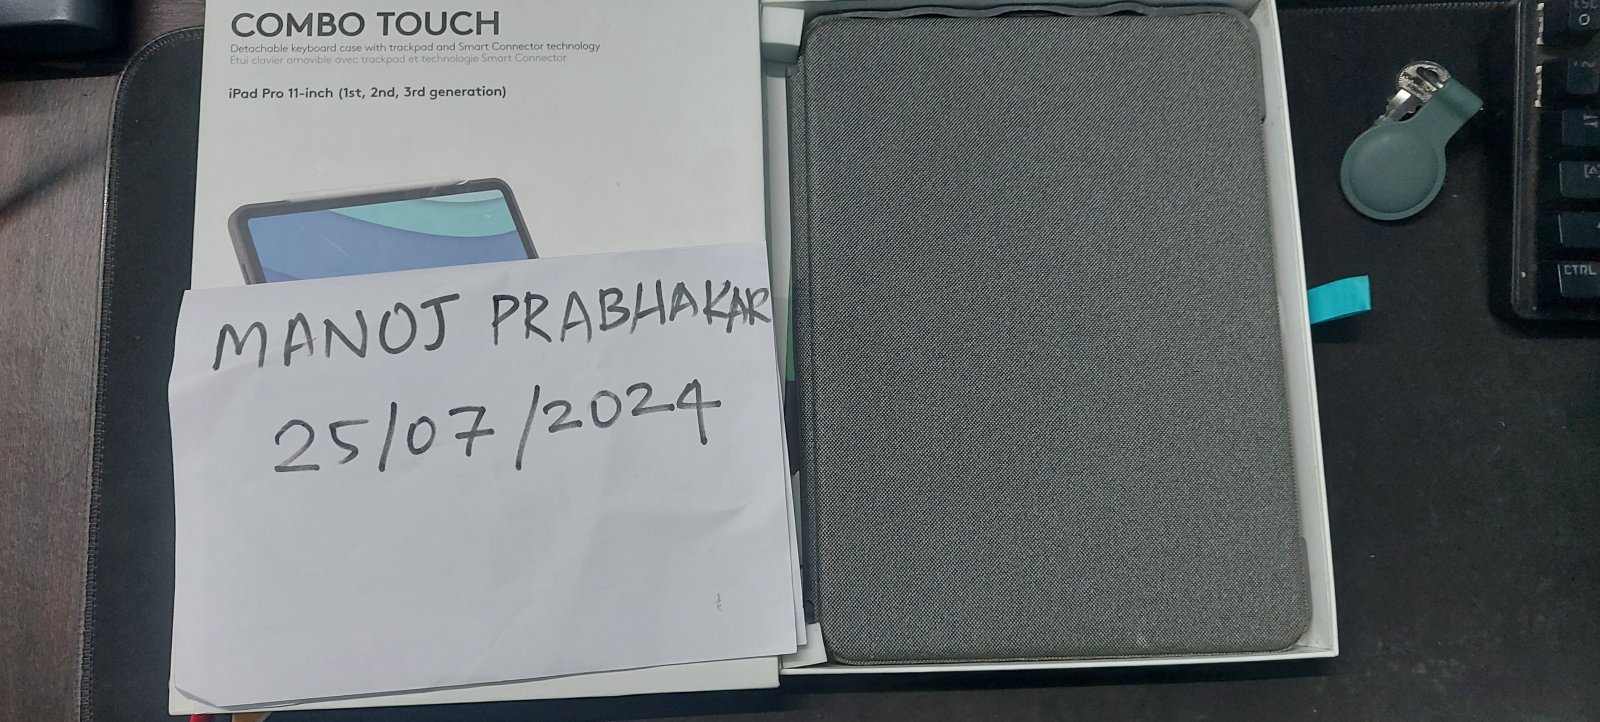 COMBO TOUCH
Detachable keyboard case with trackpad and Smart Connector technology
Étui clavier amovible avec trackpad et technologie Smart Connector
iPad Pro 11-inch (1st, 2nd, 3rd generation)
MANOJ PRABHAKAR
25/07/2024
CTRL